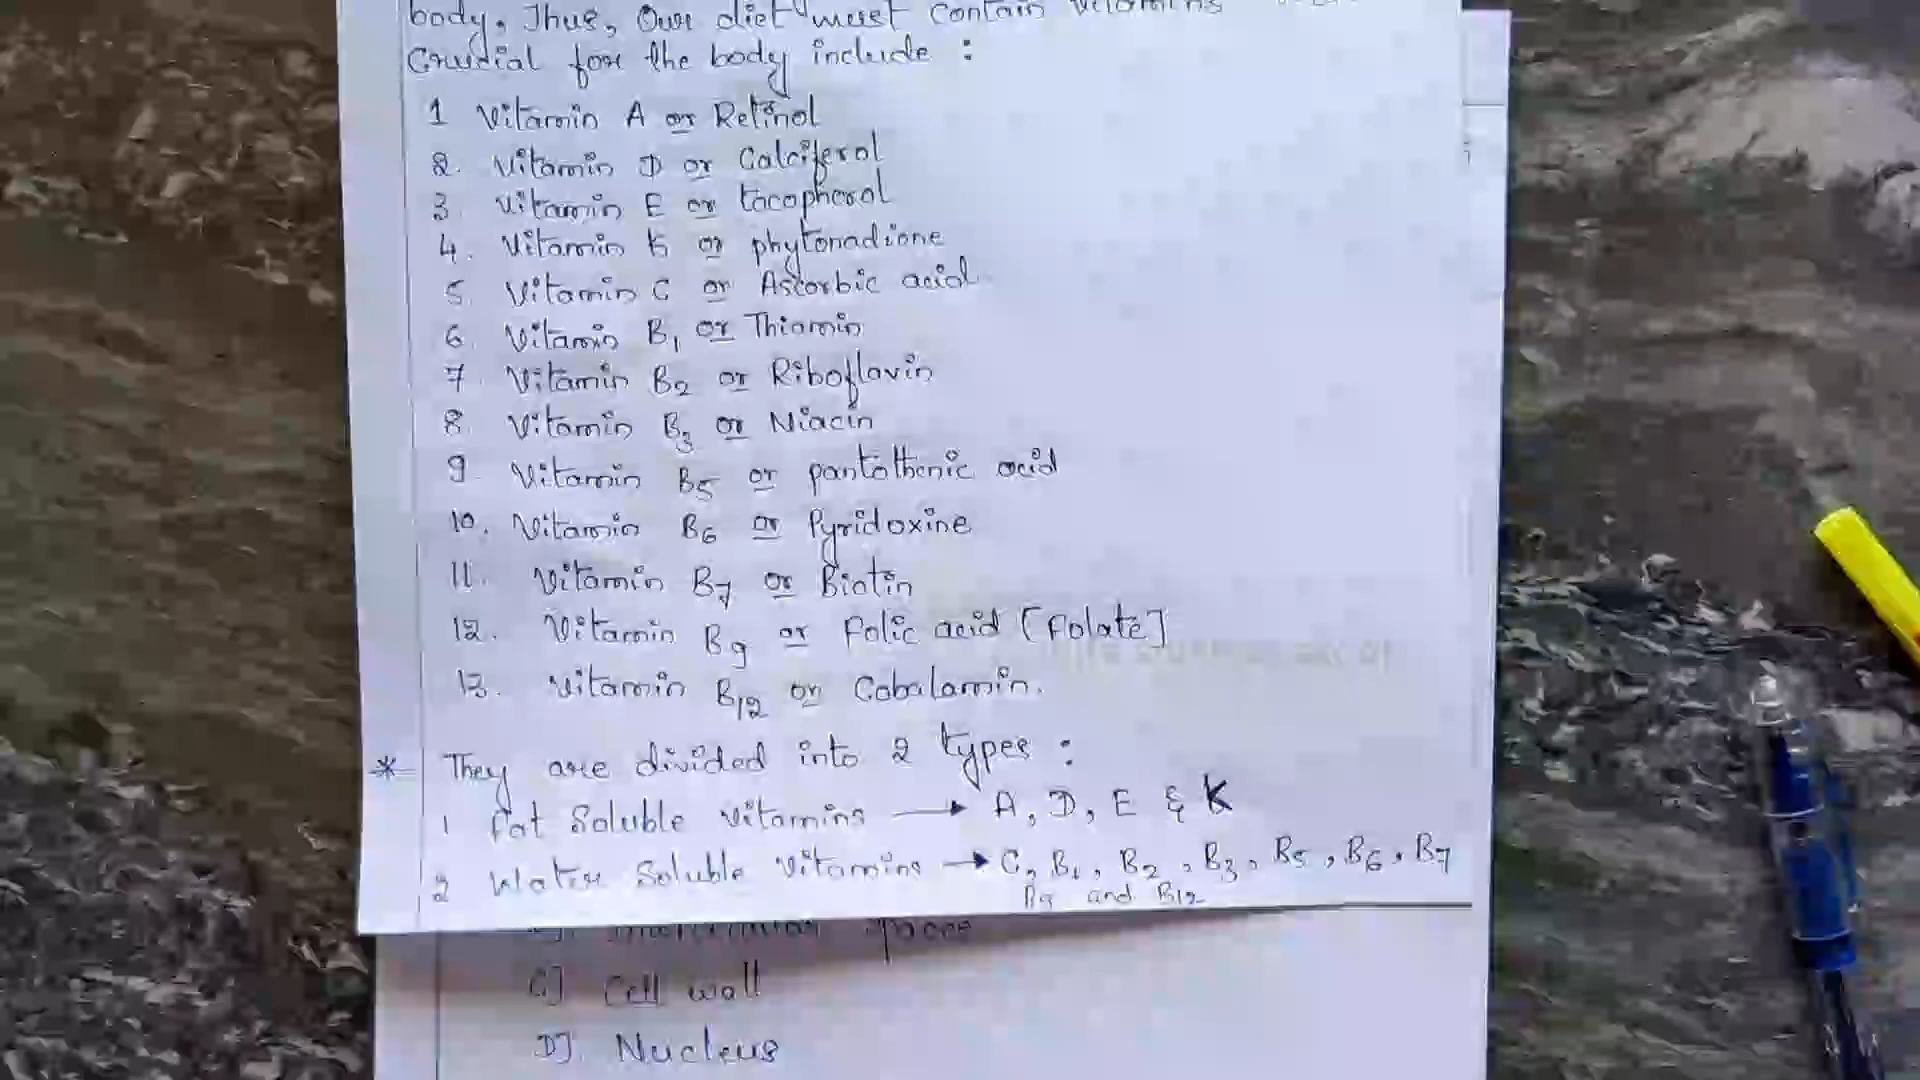 body. Thus, Our diet must contain vitamins
Crucial for the body include :
1 Vitamin A or Retinol
2. Vitamin D or Calciferol
3. Vitamin E or tocopherol
4. Vitamin K or phytonadione
5. Vitamin C or Ascorbic acid
6. Vitamin B1 or Thiamin
7. Vitamin B2 or Riboflavin
8. Vitamin B3 or Niacin
9. Vitamin B5 or pantothenic acid
10. Vitamin B6 or Pyridoxine
11. Vitamin B7 or Biotin
12. Vitamin B9 or Folic acid [Folate]
13. Vitamin B12 or Cobalamin.
* They are divided into 2 types :
1 Fat Soluble Vitamins → A, D, E & K
2 Water Soluble Vitamins → C, B1, B2, B3, B5, B6, B7
B9 and B12
C] Cell wall
D] Nucleus